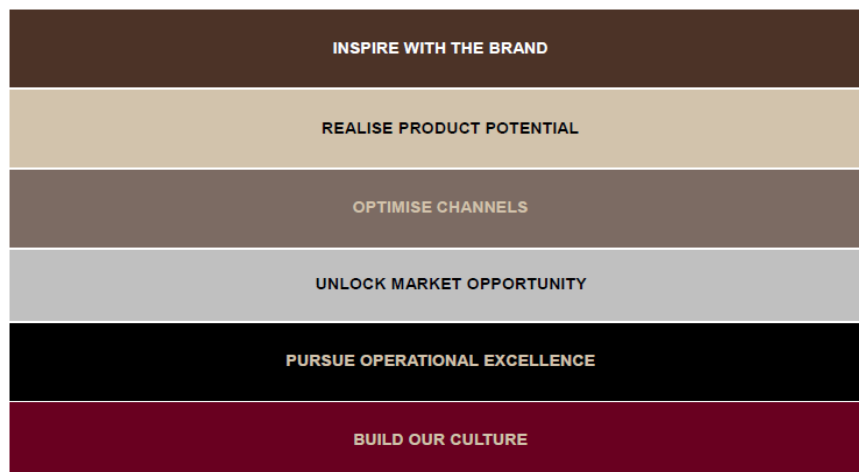 INSPIRE WITH THE BRAND
REALISE PRODUCT POTENTIAL
OPTIMISE CHANNELS
UNLOCK MARKET OPPORTUNITY
PURSUE OPERATIONAL EXCELLENCE
BUILD OUR CULTURE